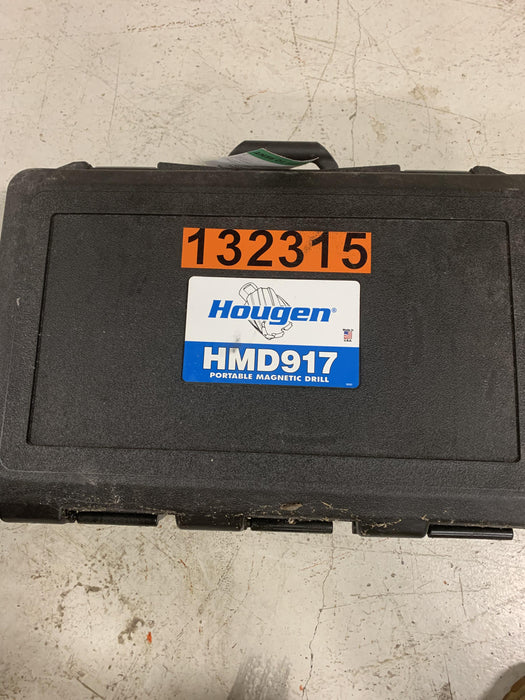 132315
Hougen®
HMD917
PORTABLE MAGNETIC DRILL